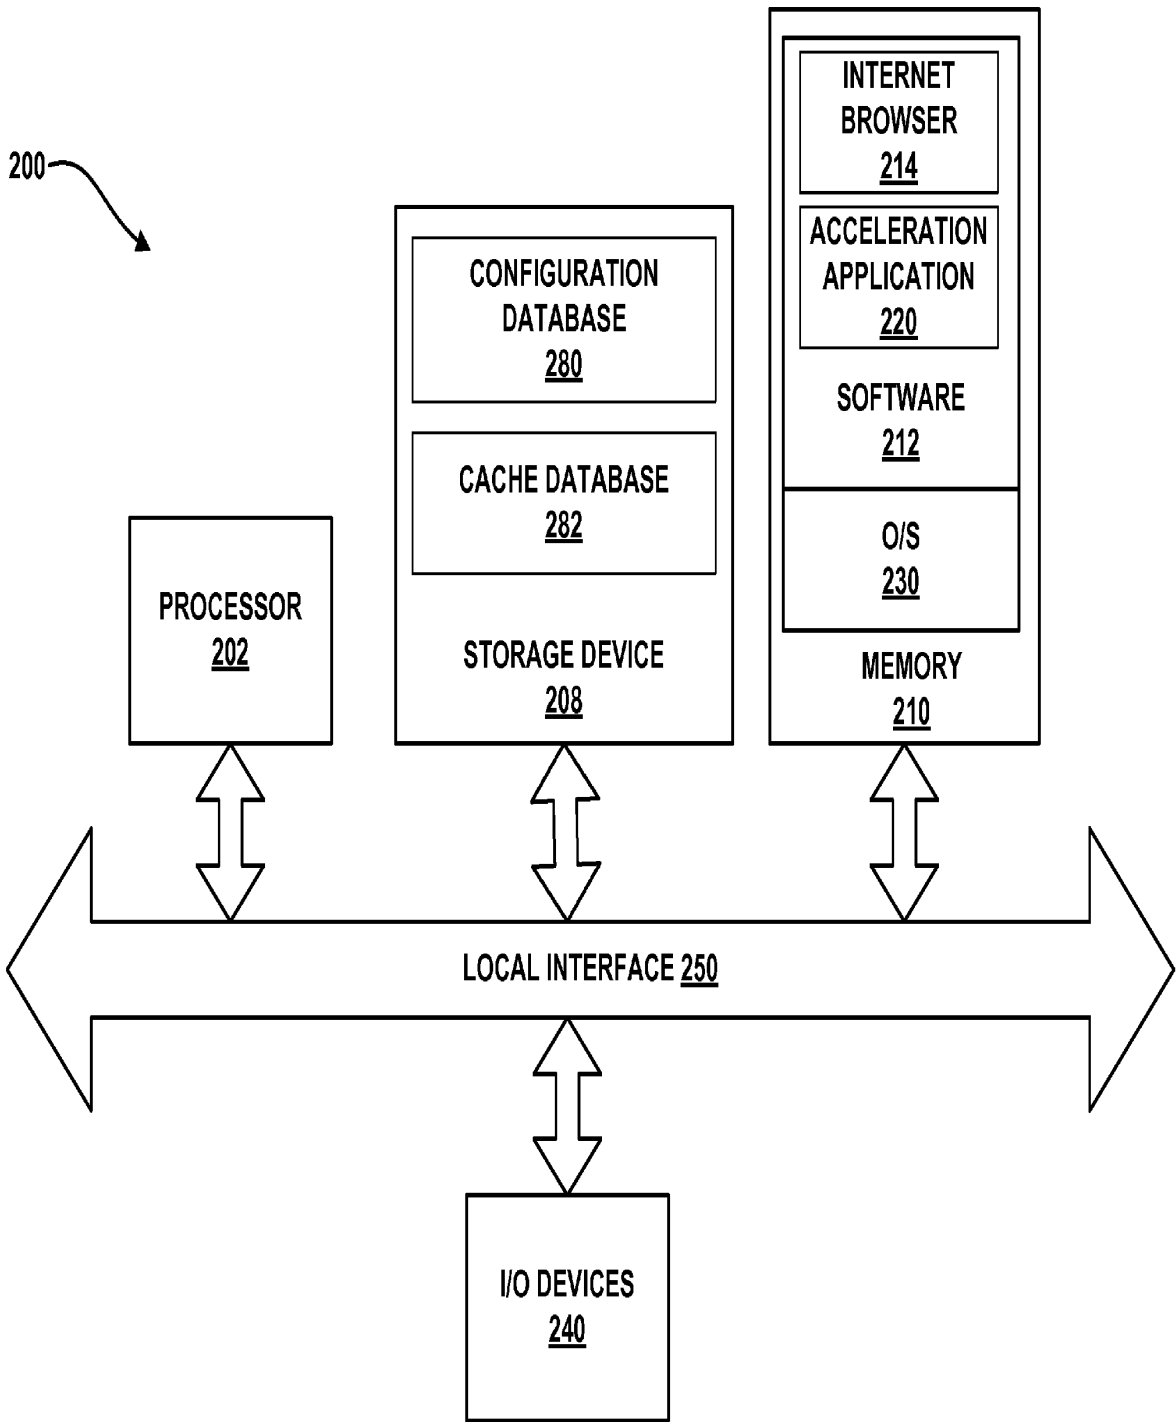 200
INTERNET
BROWSER
214
ACCELERATION
APPLICATION
220
SOFTWARE
212
O/S
230
MEMORY
210
CONFIGURATION
DATABASE
280
CACHE DATABASE
282
STORAGE DEVICE
208
PROCESSOR
202
LOCAL INTERFACE 250
I/O DEVICES
240